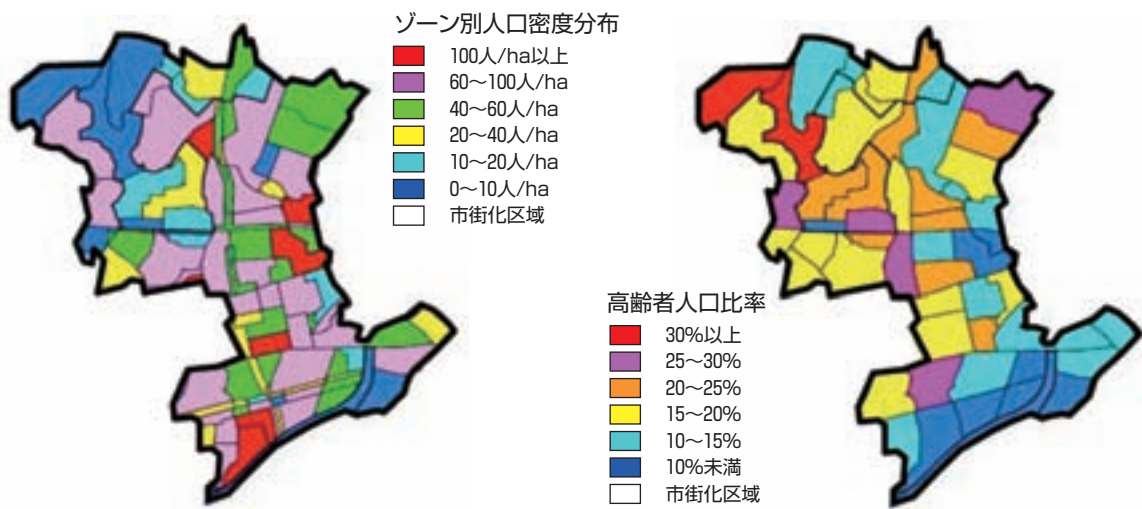 ゾーン別人口密度分布
100人/ha以上
60～100人/ha
40～60人/ha
20～40人/ha
10～20人/ha
0～10人/ha
市街化区域
高齢者人口比率
30%以上
25～30%
20～25%
15～20%
10～15%
10%未満
市街化区域